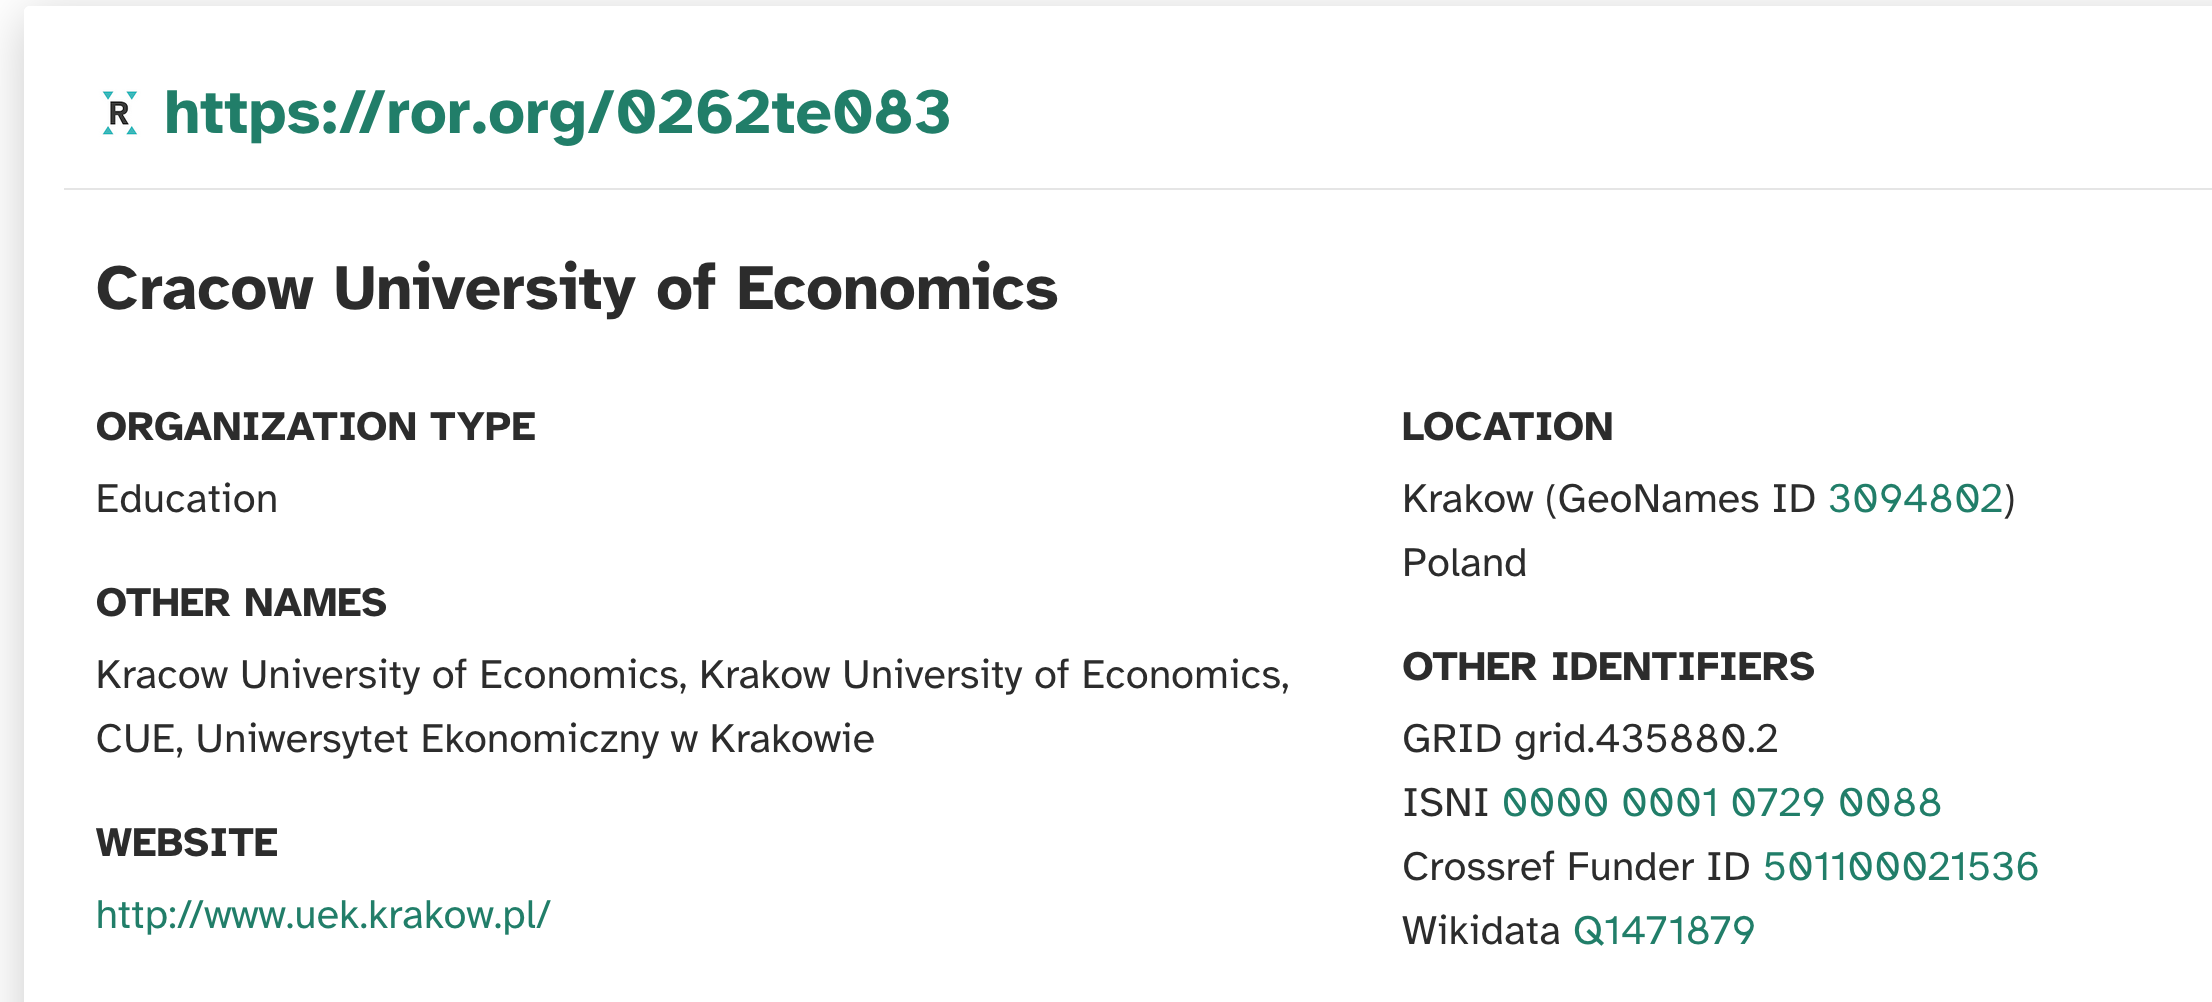 R https://ror.org/0262te083
Cracow University of Economics
ORGANIZATION TYPE
Education
OTHER NAMES
Kracow University of Economics, Krakow University of Economics,
CUE, Uniwersytet Ekonomiczny w Krakowie
WEBSITE
http://www.uek.krakow.pl/
LOCATION
Krakow (GeoNames ID 3094802)
Poland
OTHER IDENTIFIERS
GRID grid.435880.2
ISNI 0000 0001 0729 0088
Crossref Funder ID 501100021536
Wikidata Q1471879